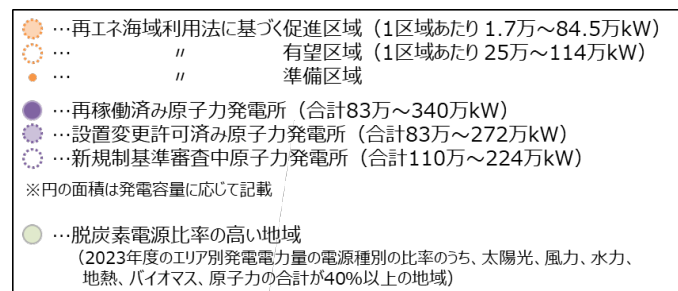 …再エネ海域利用法に基づく促進区域（1区域あたり 1.7万～84.5万kW）
… 〃 有望区域（1区域あたり 25万～114万kW）
… 〃 準備区域
…再稼働済み原子力発電所（合計83万～340万kW）
…設置変更許可済み原子力発電所（合計83万～272万kW）
…新規制基準審査中原子力発電所（合計110万～224万kW）
※円の面積は発電容量に応じて記載
…脱炭素電源比率の高い地域
（2023年度のエリア別発電電力量の電源種別の比率のうち、太陽光、風力、水力、
地熱、バイオマス、原子力の合計が40%以上の地域）